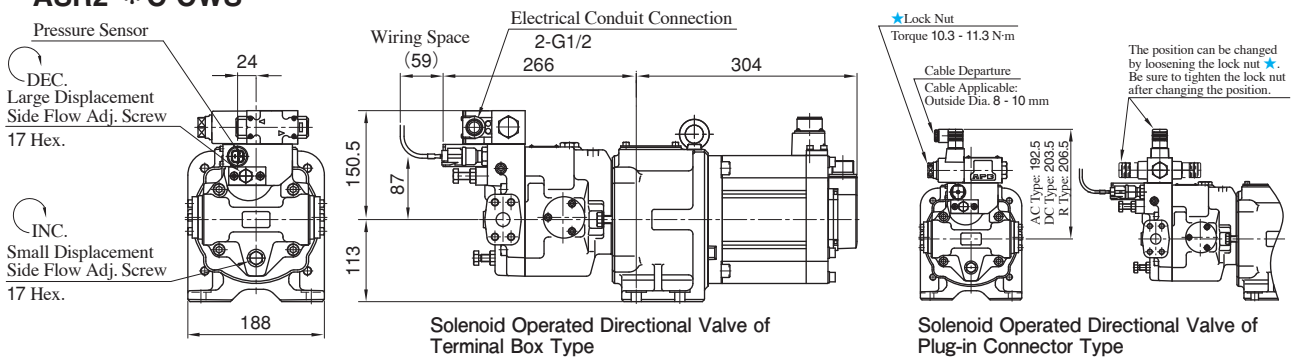 Pressure Sensor
24
DEC.
Large Displacement
Side Flow Adj. Screw
17 Hex.
INC.
Small Displacement
Side Flow Adj. Screw
17 Hex.
188
Wiring Space
(59)
Electrical Conduit Connection
2-G1/2
266
304
150.5
87
113
Solenoid Operated Directional Valve of
Terminal Box Type
★Lock Nut
Torque 10.3 - 11.3 N·m
Cable Departure
Cable Applicable:
Outside Dia. 8 - 10 mm
AC Type: 192.5
DC Type: 203.5
R Type: 206.5
The position can be changed
by loosening the lock nut ★.
Be sure to tighten the lock nut
after changing the position.
Solenoid Operated Directional Valve of
Plug-in Connector Type